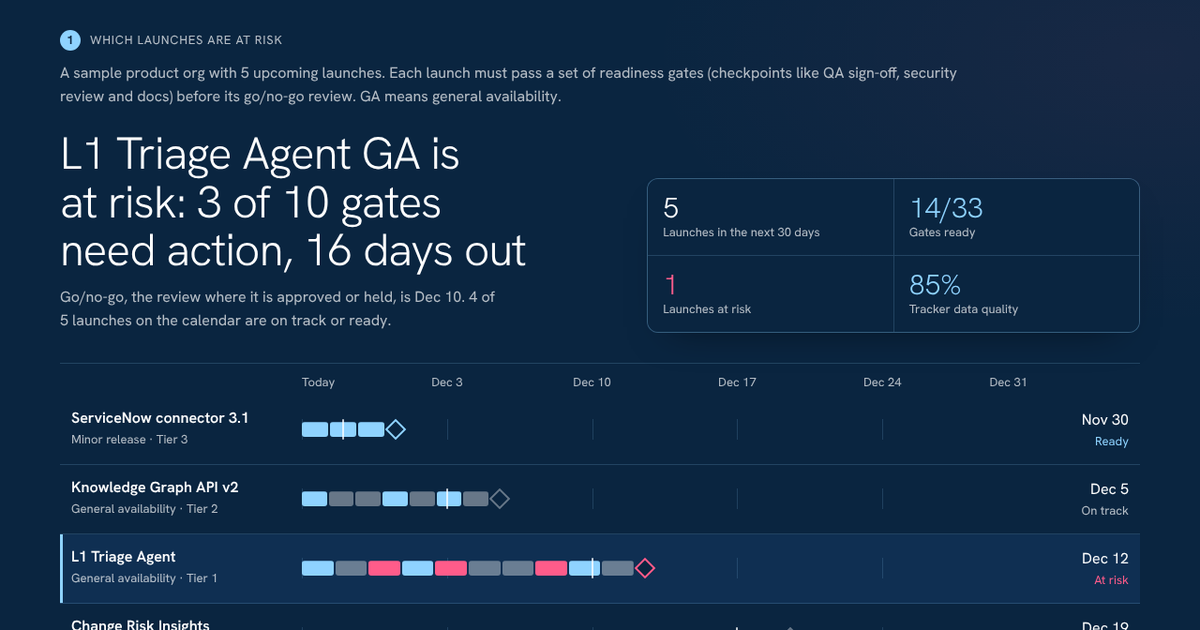 1 WHICH LAUNCHES ARE AT RISK
A sample product org with 5 upcoming launches. Each launch must pass a set of readiness gates (checkpoints like QA sign-off, security
review and docs) before its go/no-go review. GA means general availability.
L1 Triage Agent GA is
at risk: 3 of 10 gates
need action, 16 days out
Go/no-go, the review where it is approved or held, is Dec 10. 4 of
5 launches on the calendar are on track or ready.
5
Launches in the next 30 days
14/33
Gates ready
1
Launches at risk
85%
Tracker data quality
Today Dec 3 Dec 10 Dec 17 Dec 24 Dec 31
ServiceNow connector 3.1
Minor release · Tier 3
Nov 30
Ready
Knowledge Graph API v2
General availability · Tier 2
Dec 5
On track
L1 Triage Agent
General availability · Tier 1
Dec 12
At risk
Change Risk Insights
Dec 19